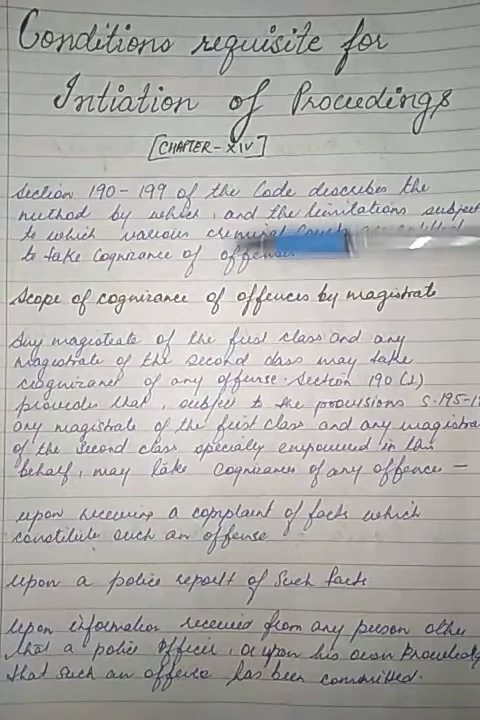 Conditions requisite for
Intiation of Proceedings
[CHAPTER-XIV]
Section 190-199 of the Code describes the
method by which, and the limitations subject
to which various criminal
to take Cognizance of offenses.
Scope of cognizance of offences by magistrate
Any magistrate of the first class and any
magistrate of the second class may take
cognizance of any offense. Section 190 (1)
provides that, subject to the provisions S.195-1
any magistrate of the first class and any magistra
of the second class specially empowered in
behalf, may take Cognizance of any offence -
upon receiving a complaint of facts which
constitute such an offense
upon a police report of such facts
Upon information received from any person other
that a police officer, or upon his own knowledg
that such an offence has been committed.